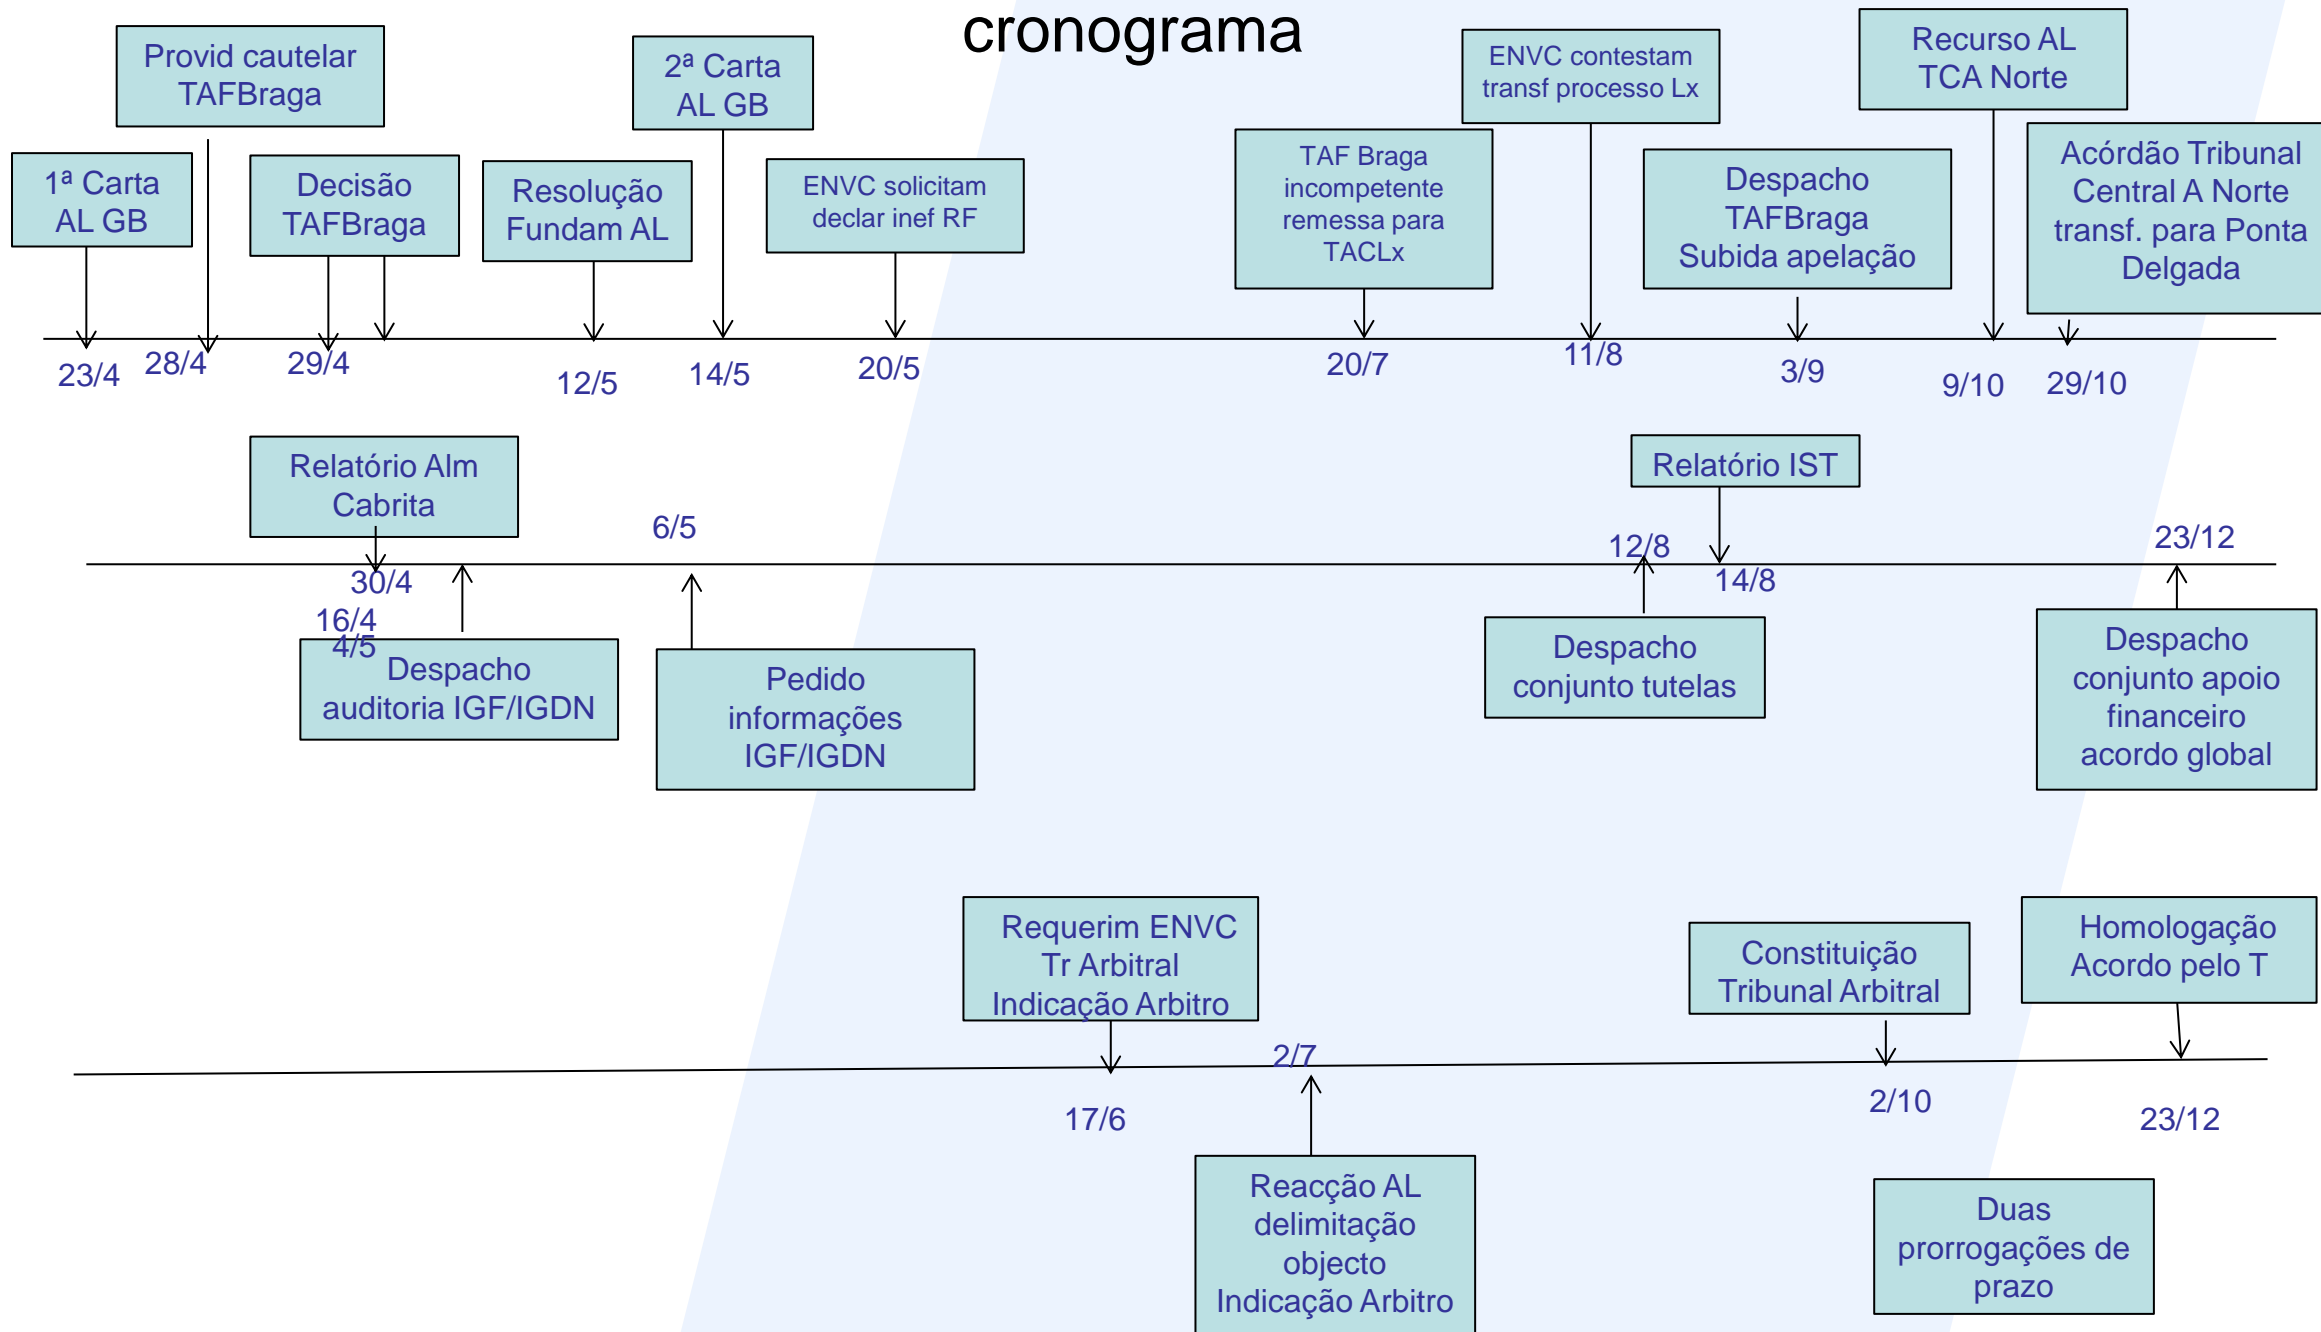 cronograma
Provid cautelar
TAFBraga
2ª Carta
AL GB
ENVC contestam
transf processo Lx
Recurso AL
TCA Norte
1ª Carta
AL GB
Decisão
TAFBraga
Resolução
Fundam AL
ENVC solicitam
declar inef RF
TAF Braga
incompetente
remessa para
TACLx
Despacho
TAFBraga
Subida apelação
Acórdão Tribunal
Central A Norte
transf. para Ponta
Delgada
23/4
28/4
29/4
12/5
14/5
20/5
20/7
11/8
3/9
9/10
29/10
Relatório Alm
Cabrita
Relatório IST
6/5
12/8
23/12
30/4
14/8
16/4
4/5
Despacho
auditoria IGF/IGDN
Pedido
informações
IGF/IGDN
Despacho
conjunto tutelas
Despacho
conjunto apoio
financeiro
acordo global
Requerim ENVC
Tr Arbitral
Indicação Arbitro
Constituição
Tribunal Arbitral
Homologação
Acordo pelo T
2/7
17/6
2/10
23/12
Reacção AL
delimitação
objecto
Indicação Arbitro
Duas
prorrogações de
prazo